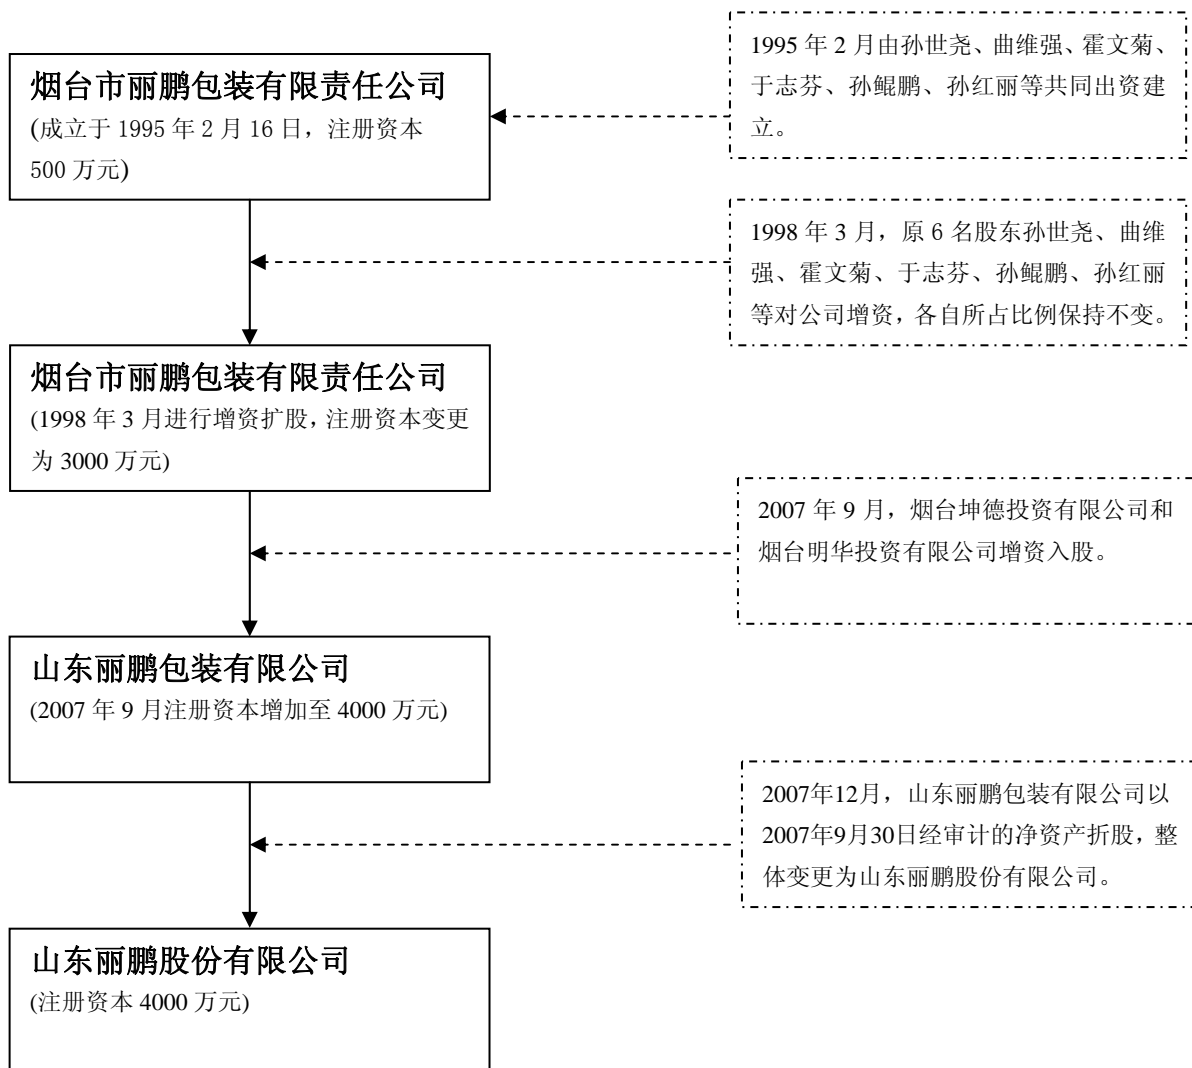 1995 年 2 月由孙世尧、曲维强、霍文菊、
于志芬、孙鲲鹏、孙红丽等共同出资建
立。
烟台市丽鹏包装有限责任公司
(成立于 1995 年 2 月 16 日，注册资本
500 万元)
1998 年 3 月，原 6 名股东孙世尧、曲维
强、霍文菊、于志芬、孙鲲鹏、孙红丽
等对公司增资，各自所占比例保持不变。
烟台市丽鹏包装有限责任公司
(1998 年 3 月进行增资扩股，注册资本变更
为 3000 万元)
2007 年 9 月，烟台坤德投资有限公司和
烟台明华投资有限公司增资入股。
山东丽鹏包装有限公司
(2007 年 9 月注册资本增加至 4000 万元)
2007年12月，山东丽鹏包装有限公司以
2007年9月30日经审计的净资产折股，整
体变更为山东丽鹏股份有限公司。
山东丽鹏股份有限公司
(注册资本 4000 万元)